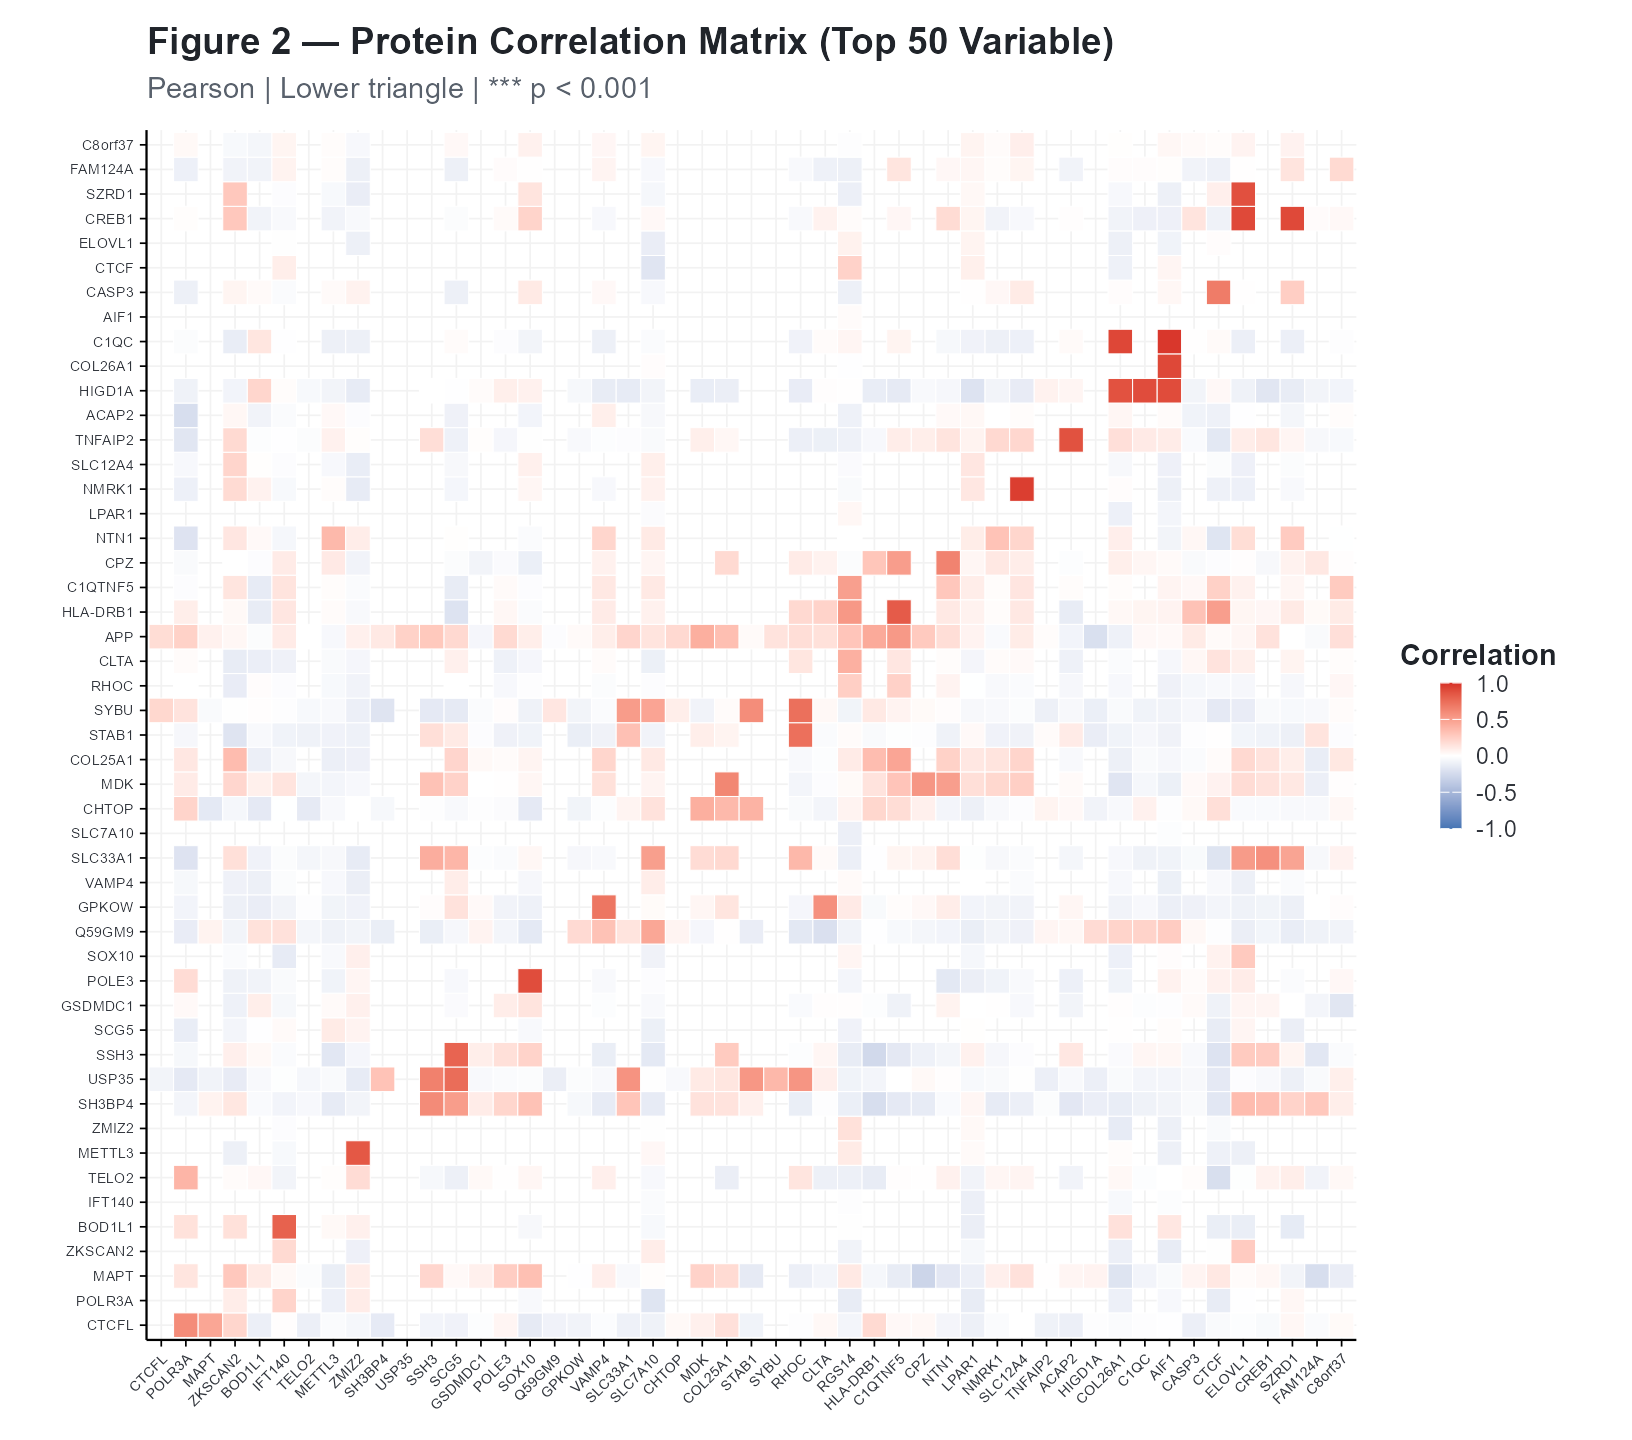 Figure 2 — Protein Correlation Matrix (Top 50 Variable)
Pearson | Lower triangle | *** p < 0.001
C8orf37
FAM124A
SZRD1
CREB1
ELOVL1
CTCF
CASP3
AIF1
C1QC
COL26A1
HIGD1A
ACAP2
TNFAIP2
SLC12A4
NMRK1
LPAR1
NTN1
CPZ
C1QTNF5
HLA-DRB1
APP
CLTA
RHOC
SYBU
STAB1
COL25A1
MDK
CHTOP
SLC7A10
SLC33A1
VAMP4
GPKOW
Q59GM9
SOX10
POLE3
GSDMDC1
SCG5
SSH3
USP35
SH3BP4
ZMIZ2
METTL3
TELO2
IFT140
BOD1L1
ZKSCAN2
MAPT
POLR3A
CTCFL
CTCFL
POLR3A
MAPT
ZKSCAN2
BOD1L1
IFT140
TELO2
METTL3
ZMIZ2
SH3BP4
USP35
SSH3
SCG5
GSDMDC1
POLE3
SOX10
Q59GM9
GPKOW
VAMP4
SLC33A1
SLC7A10
CHTOP
MDK
COL25A1
STAB1
SYBU
RHOC
CLTA
RGS14
HLA-DRB1
C1QTNF5
CPZ
NTN1
LPAR1
NMRK1
SLC12A4
TNFAIP2
ACAP2
HIGD1A
COL26A1
C1QC
AIF1
CASP3
CTCF
ELOVL1
CREB1
SZRD1
FAM124A
C8orf37
Correlation
1.0
0.5
0.0
-0.5
-1.0